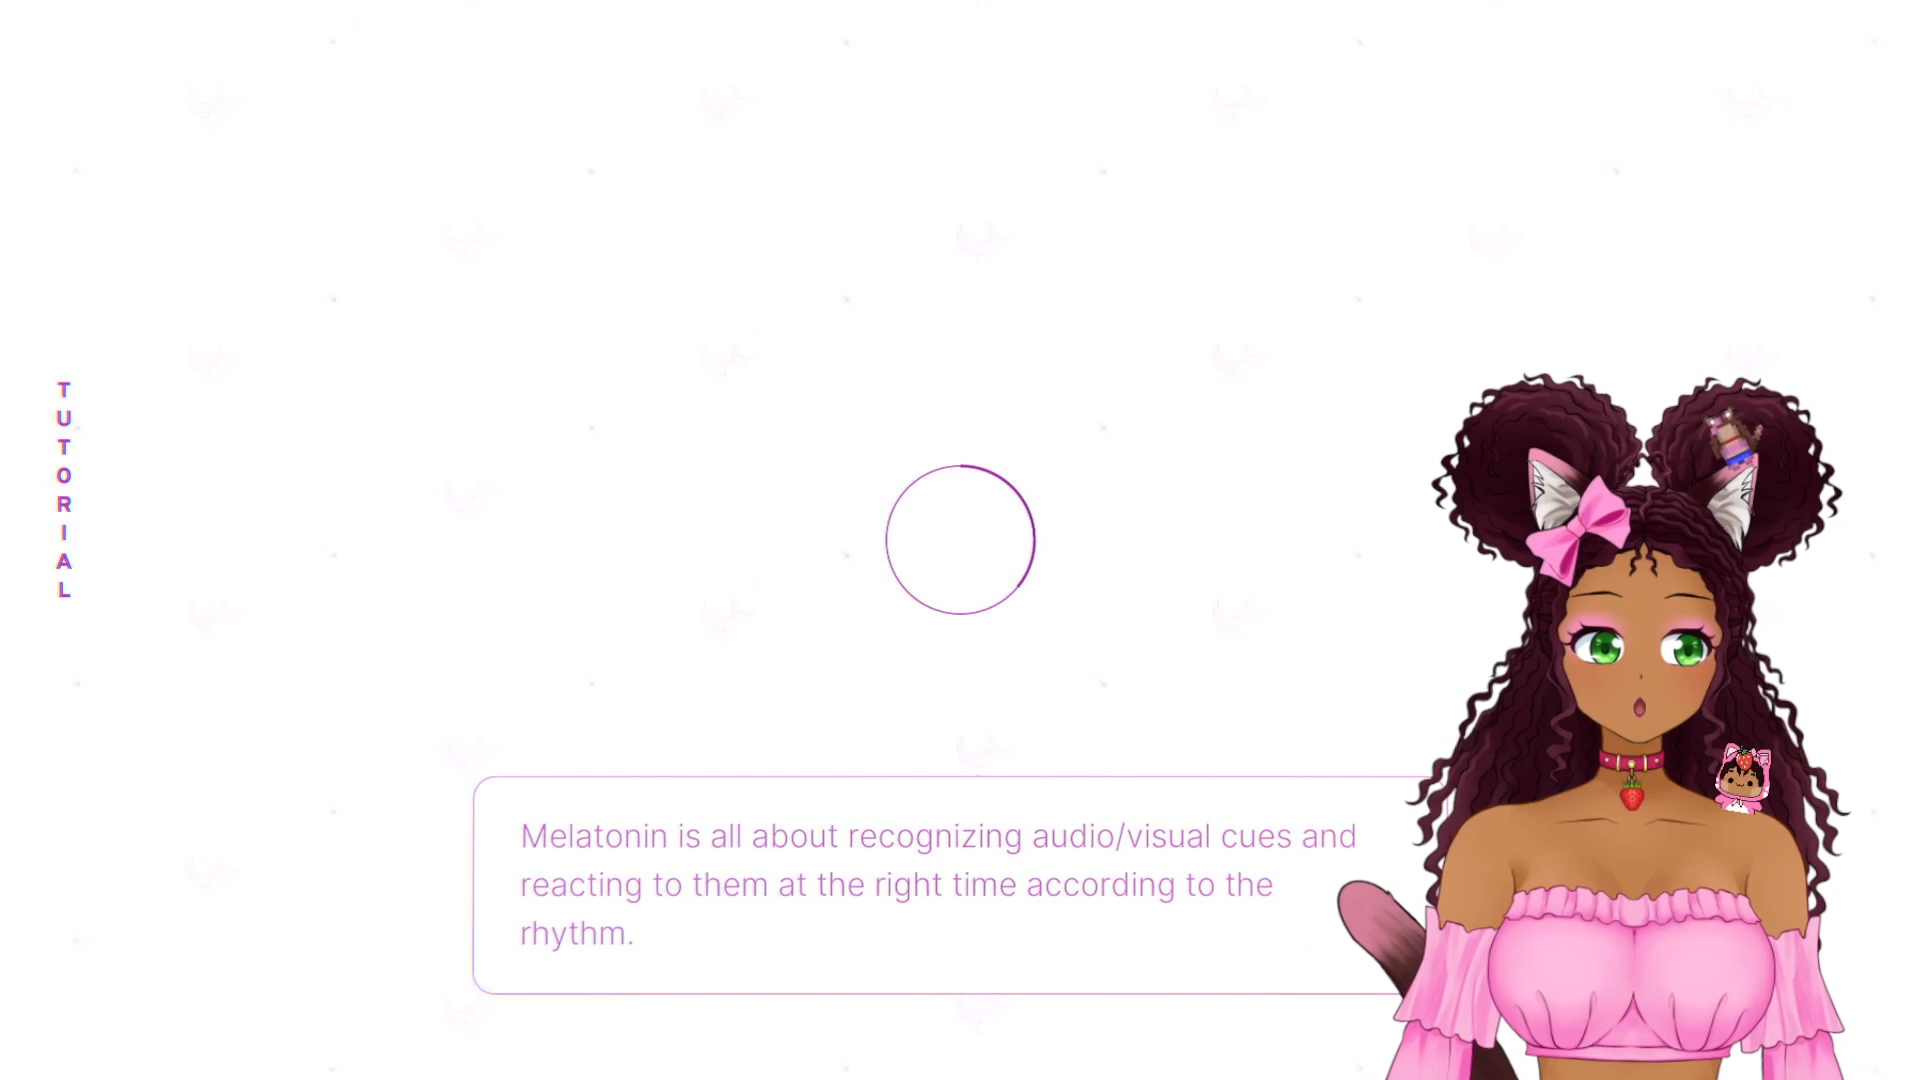 TUTORIAL
Melatonin is all about recognizing audio/visual cues and
reacting to them at the right time according to the
rhythm.